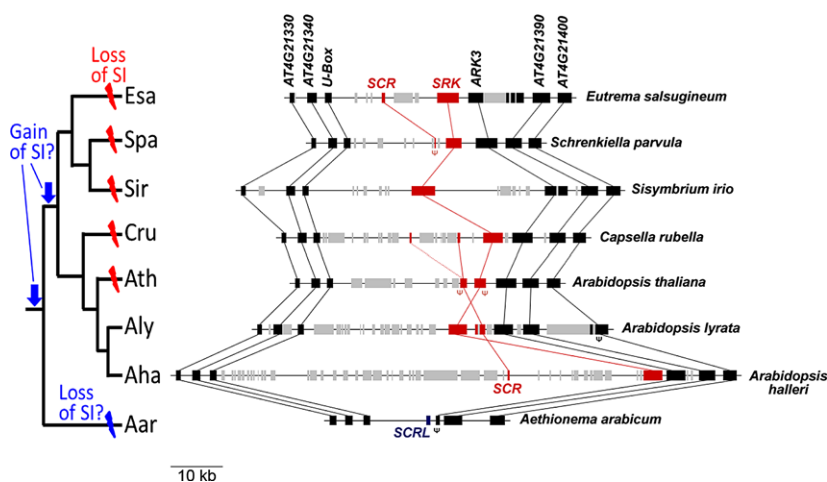 AT4G21330
AT4G21340
U-Box
ARK3
AT4G21390
AT4G21400
Loss
of SI
SCR
SRK
Esa
Eutrema salsugineum
Gain
of SI?
Spa
ψ
Schrenkiella parvula
Sir
Sisymbrium irio
Cru
Capsella rubella
Ath
ψ
ψ
Arabidopsis thaliana
Aly
Arabidopsis lyrata
ψ
Aha
SCR
Arabidopsis
halleri
Loss
of SI?
Aar
SCRL
ψ
Aethionema arabicum
10 kb